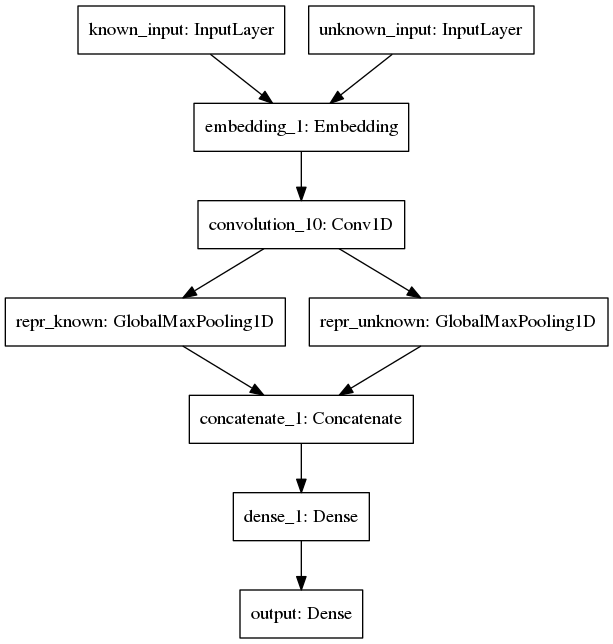 known_input: InputLayer
unknown_input: InputLayer
embedding_1: Embedding
convolution_10: Conv1D
repr_known: GlobalMaxPooling1D
repr_unknown: GlobalMaxPooling1D
concatenate_1: Concatenate
dense_1: Dense
output: Dense